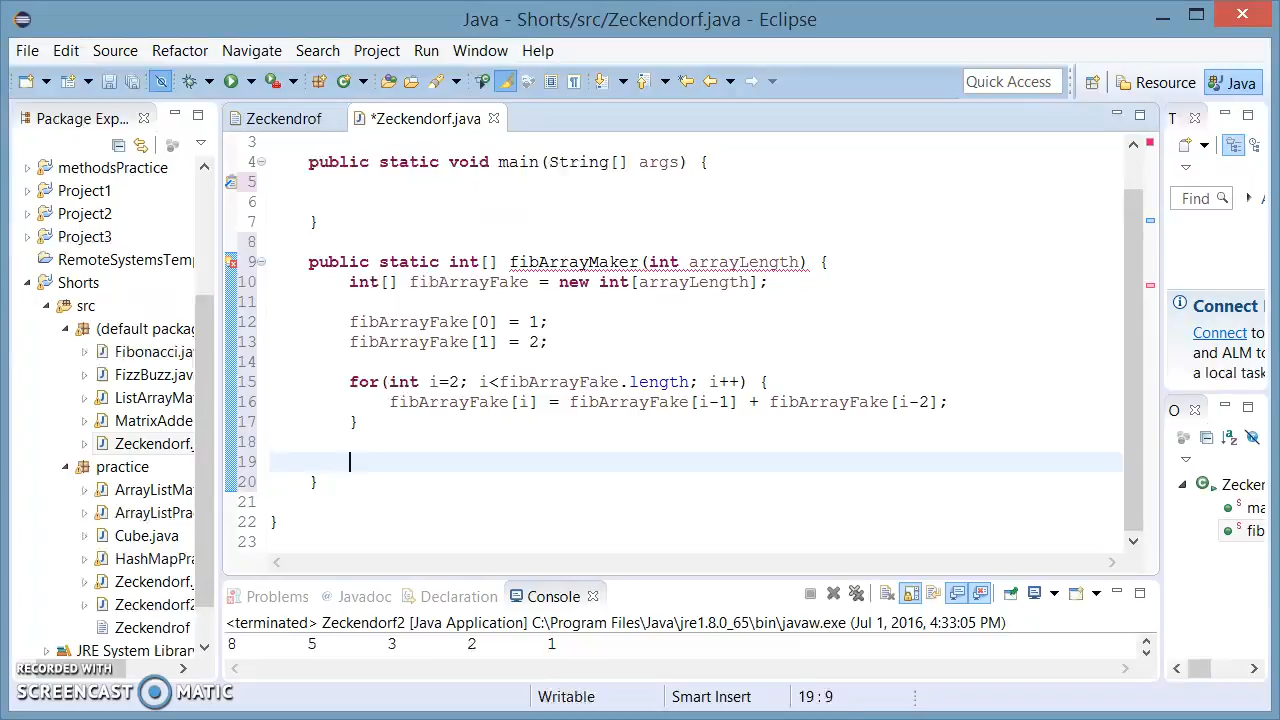 Java - Shorts/src/Zeckendorf.java - Eclipse
File Edit Source Refactor Navigate Search Project Run Window Help
Quick Access Resource Java
Package Exp...
methodsPractice
Project1
Project2
Project3
RemoteSystemsTemp
Shorts
src
(default packag
Fibonacci.ja
FizzBuzz.jav
ListArrayMa
MatrixAdde
Zeckendorf.
practice
ArrayListMa
ArrayListPra
Cube.java
HashMapPra
Zeckendorf.
Zeckendorf2
Zeckendrof
JRE System Library
RECORDED WITH
SCREENCAST MATIC
Zeckendrof *Zeckendorf.java
3
4 public static void main(String[] args) {
5
6
7 }
8
9 public static int[] fibArrayMaker(int arrayLength) {
10 int[] fibArrayFake = new int[arrayLength];
11
12 fibArrayFake[0] = 1;
13 fibArrayFake[1] = 2;
14
15 for(int i=2; i<fibArrayFake.length; i++) {
16 fibArrayFake[i] = fibArrayFake[i-1] + fibArrayFake[i-2];
17 }
18
19
20 }
21
22 }
23
Problems Javadoc Declaration Console
<terminated> Zeckendorf2 [Java Application] C:\Program Files\Java\jre1.8.0_65\bin\javaw.exe (Jul 1, 2016, 4:33:05 PM)
8 5 3 2 1
Writable Smart Insert 19 : 9
T
Find
Connect
Connect to
and ALM to
a local task
O
Zecker
ma
fib